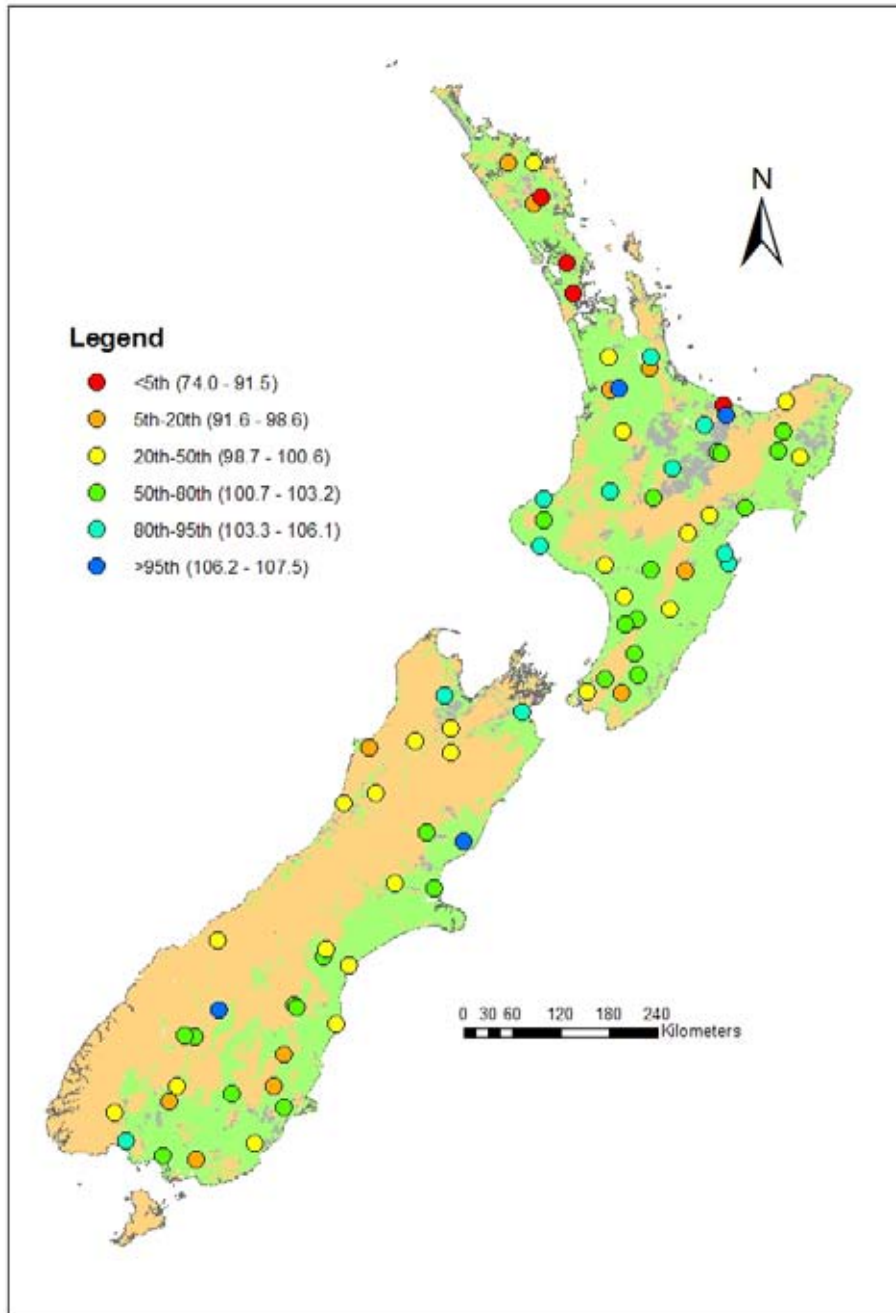 N
Legend
<5th (74.0 - 91.5)
5th-20th (91.6 - 98.6)
20th-50th (98.7 - 100.6)
50th-80th (100.7 - 103.2)
80th-95th (103.3 - 106.1)
>95th (106.2 - 107.5)
0 30 60 120 180 240
Kilometers